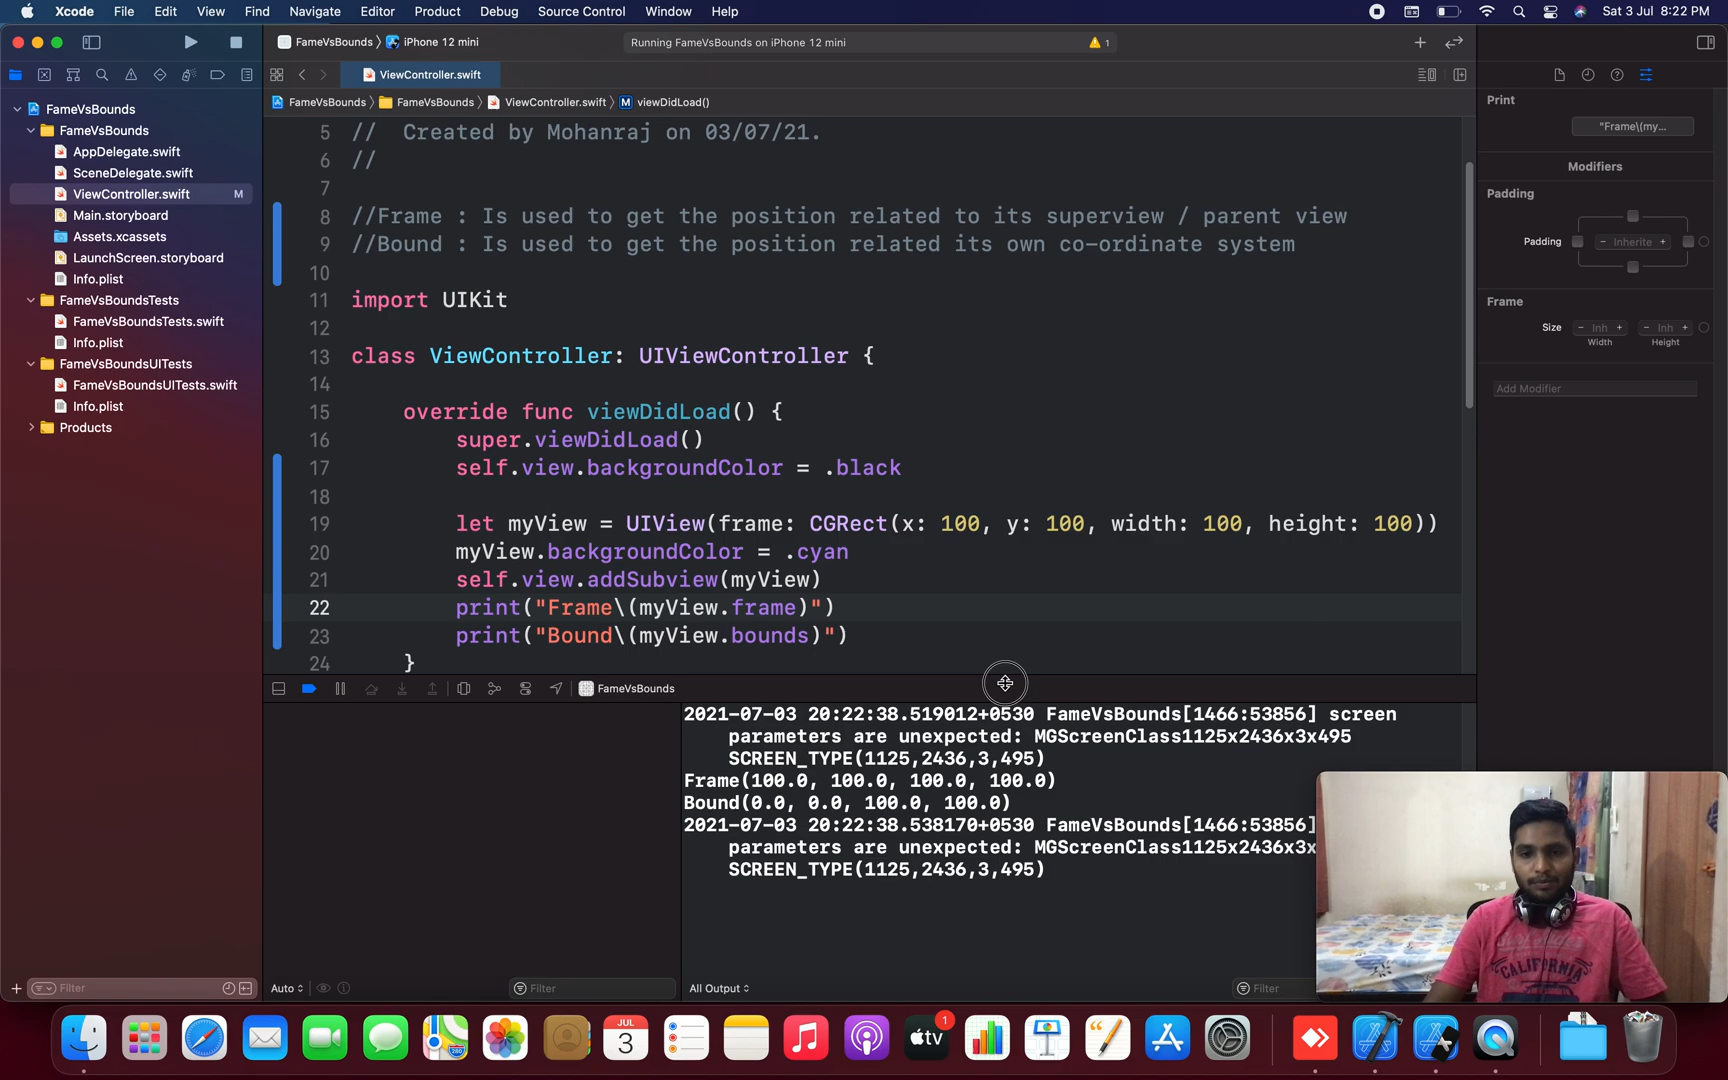 Xcode File Edit View Find Navigate Editor Product Debug Source Control Window Help Sat 3 Jul 8:22 PM
FameVsBounds iPhone 12 mini Running FameVsBounds on iPhone 12 mini 1
ViewController.swift
FameVsBounds FameVsBounds ViewController.swift M viewDidLoad()
FameVsBounds
FameVsBounds
AppDelegate.swift
SceneDelegate.swift
ViewController.swift M
Main.storyboard
Assets.xcassets
LaunchScreen.storyboard
Info.plist
FameVsBoundsTests
FameVsBoundsTests.swift
Info.plist
FameVsBoundsUITests
FameVsBoundsUITests.swift
Info.plist
Products
Filter
5 //  Created by Mohanraj on 03/07/21.
6 //
7
8 //Frame : Is used to get the position related to its superview / parent view
9 //Bound : Is used to get the position related its own co-ordinate system
10
11 import UIKit
12
13 class ViewController: UIViewController {
14
15 override func viewDidLoad() {
16 super.viewDidLoad()
17 self.view.backgroundColor = .black
18
19 let myView = UIView(frame: CGRect(x: 100, y: 100, width: 100, height: 100))
20 myView.backgroundColor = .cyan
21 self.view.addSubview(myView)
22 print("Frame\(myView.frame)")
23 print("Bound\(myView.bounds)")
24 }
FameVsBounds
2021-07-03 20:22:38.519012+0530 FameVsBounds[1466:53856] screen
parameters are unexpected: MGScreenClass1125x2436x3x495
SCREEN_TYPE(1125,2436,3,495)
Frame(100.0, 100.0, 100.0, 100.0)
Bound(0.0, 0.0, 100.0, 100.0)
2021-07-03 20:22:38.538170+0530 FameVsBounds[1466:53856]
parameters are unexpected: MGScreenClass1125x2436x3x
SCREEN_TYPE(1125,2436,3,495)
Auto Filter All Output Filter
Print
"Frame\(my...
Modifiers
Padding
Padding - Inherite +
Frame
Size - Inh + - Inh +
Width Height
Add Modifier
CALIFORNIA
JUL
3
tv
1
280